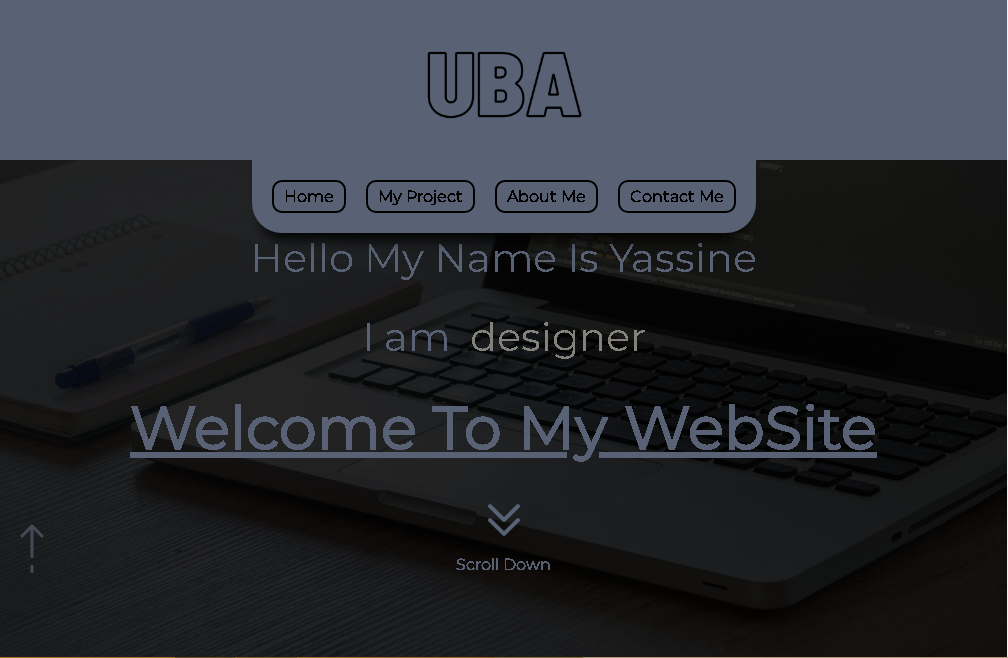 UBA
Home My Project About Me Contact Me
Hello My Name Is Yassine
I am designer
Welcome To My WebSite
Scroll Down